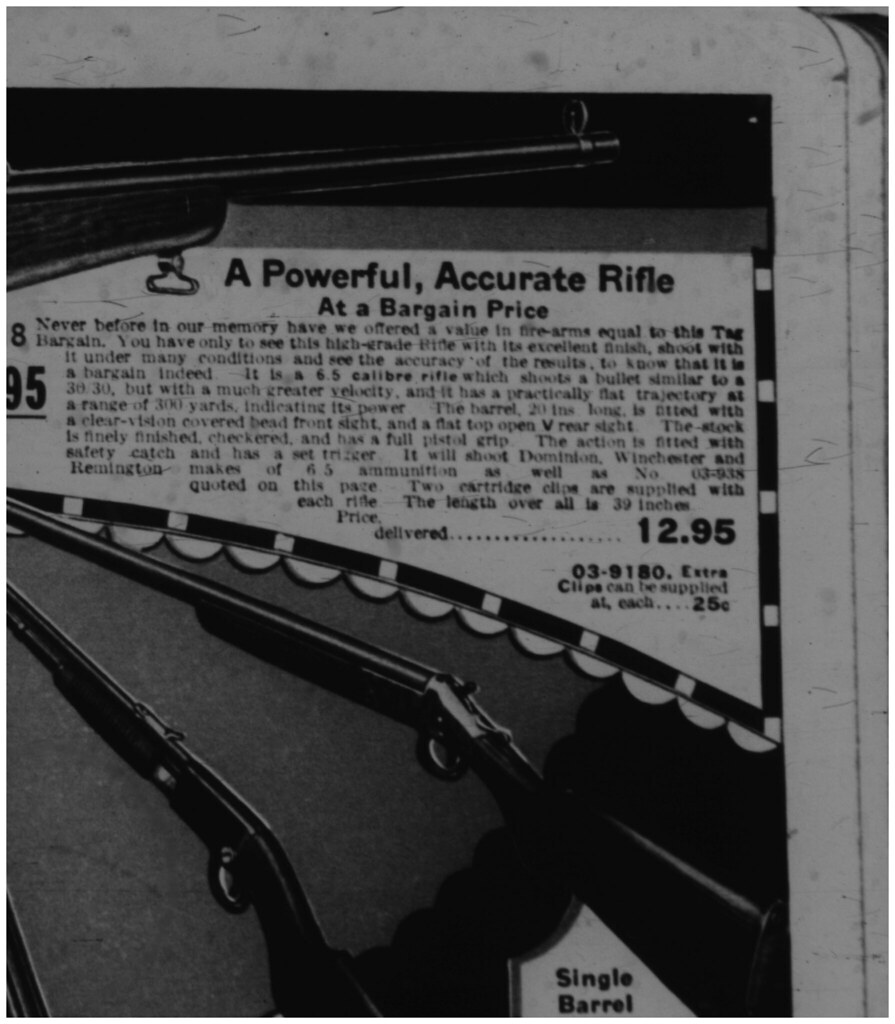 A Powerful, Accurate Rifle
At a Bargain Price
8
95
Never before in our memory have we offered a value in fire-arms equal to this Tag
Bargain. You have only to see this high-grade Rifle with its excellent finish, shoot with
it under many conditions and see the accuracy of the results, to know that it is
a bargain indeed. It is a 6.5 calibre rifle which shoots a bullet similar to a
30/30, but with a much greater velocity, and it has a practically flat trajectory at
a range of 300 yards, indicating its power. The barrel, 20 ins. long, is fitted with
a clear-vision covered bead front sight, and a flat top open V rear sight. The stock
is finely finished, checkered, and has a full pistol grip. The action is fitted with
safety catch and has a set trigger. It will shoot Dominion, Winchester and
Remington makes of 6.5 ammunition as well as No. 03-938
quoted on this page. Two cartridge clips are supplied with
each rifle. The length over all is 39 inches.
Price,
delivered.................... 12.95
03-9180. Extra
Clips can be supplied
at, each.... 25c
Single
Barrel